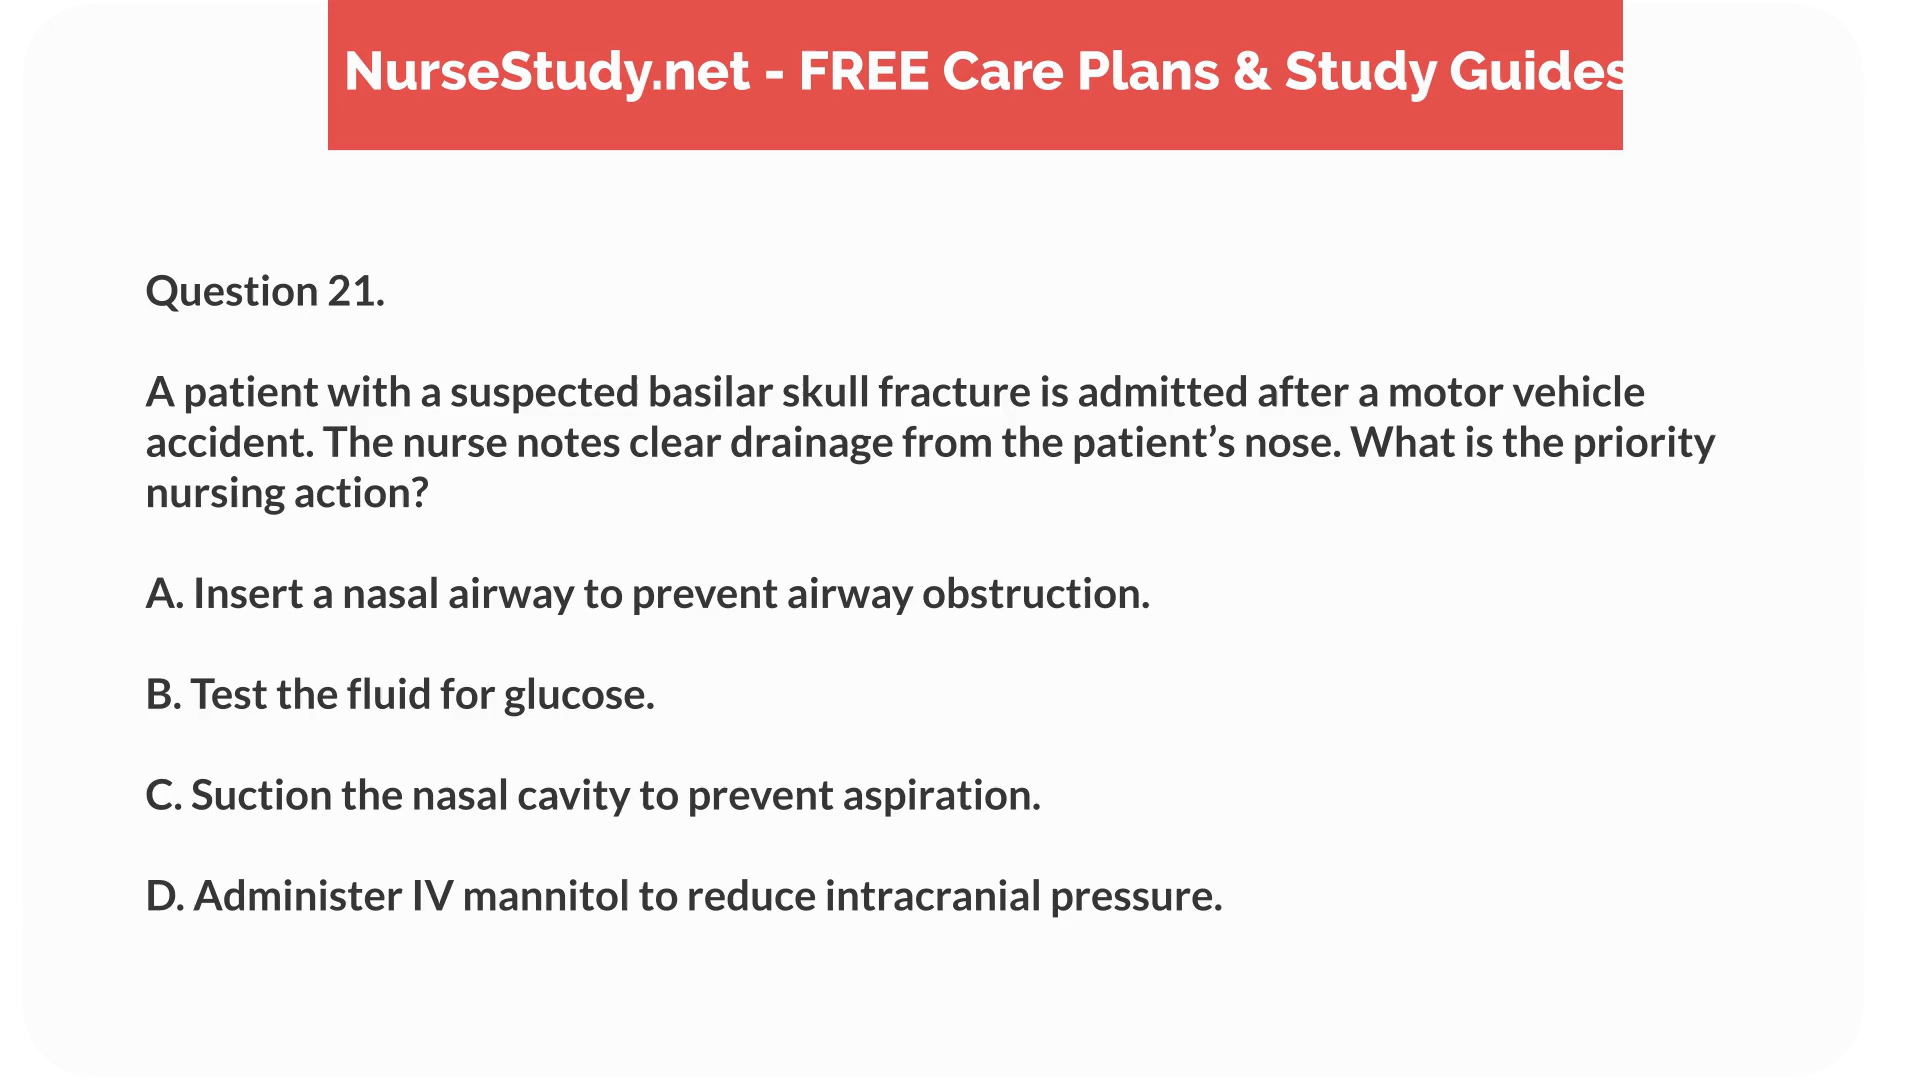 NurseStudy.net - FREE Care Plans & Study Guides
Question 21.
A patient with a suspected basilar skull fracture is admitted after a motor vehicle
accident. The nurse notes clear drainage from the patient’s nose. What is the priority
nursing action?
A. Insert a nasal airway to prevent airway obstruction.
B. Test the fluid for glucose.
C. Suction the nasal cavity to prevent aspiration.
D. Administer IV mannitol to reduce intracranial pressure.